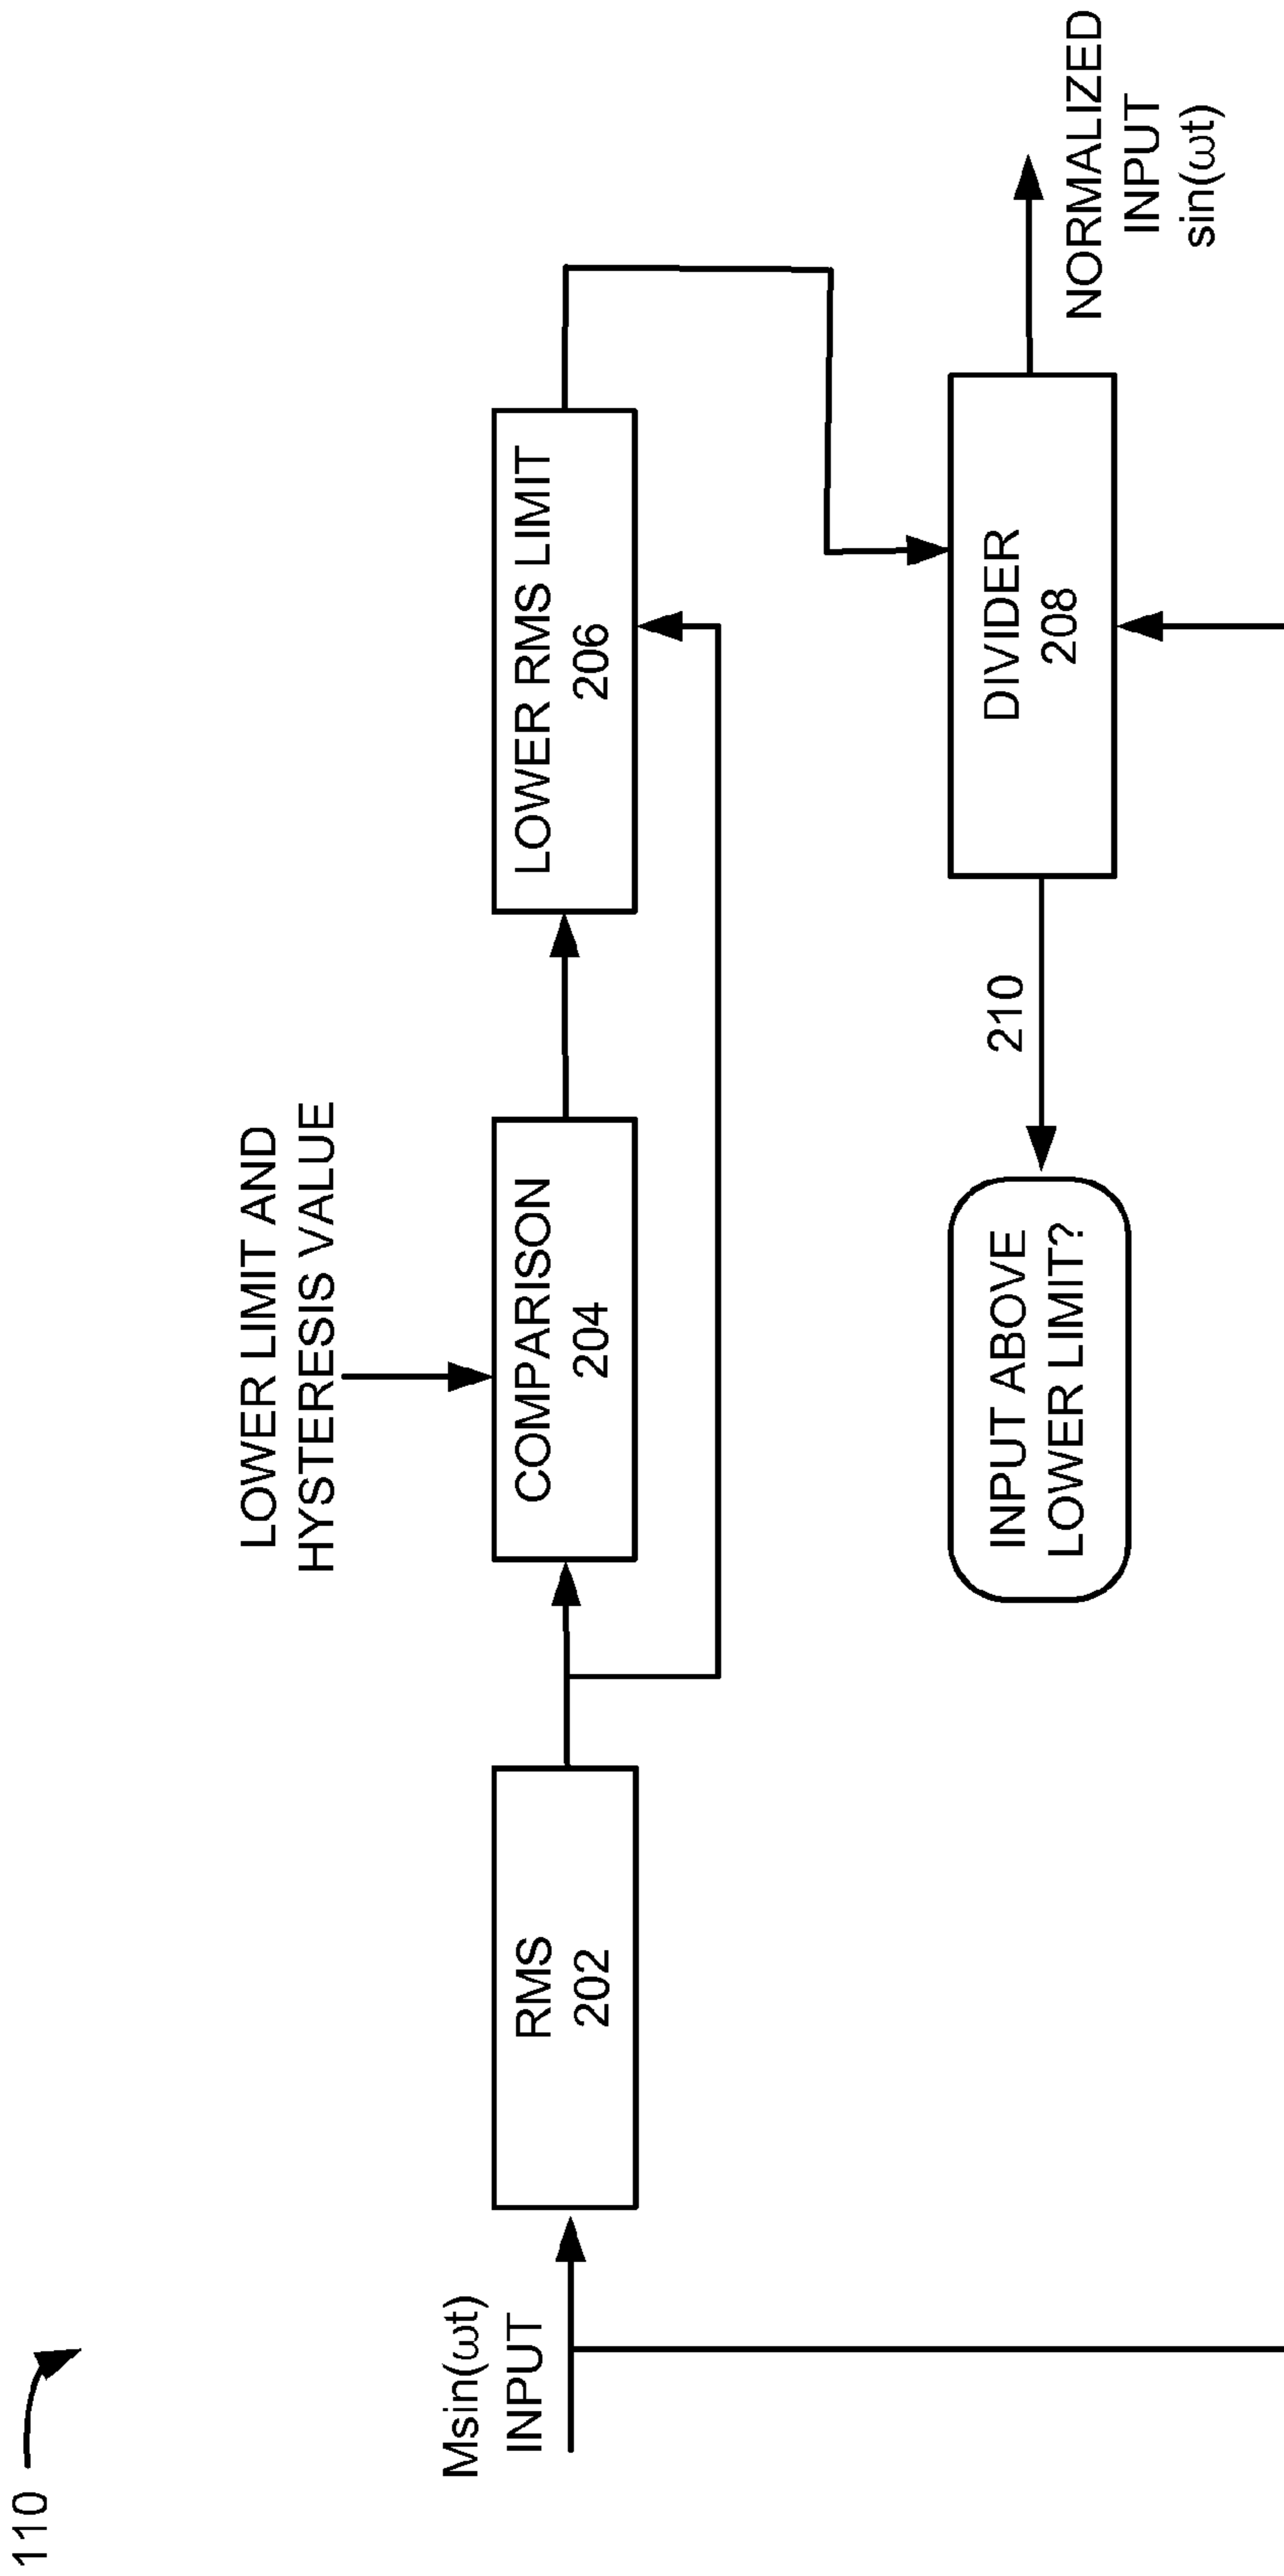 110
LOWER LIMIT AND
HYSTERESIS VALUE
Msin(ωt)
INPUT
RMS
202
COMPARISON
204
LOWER RMS LIMIT
206
INPUT ABOVE
LOWER LIMIT?
210
DIVIDER
208
NORMALIZED
INPUT
sin(ωt)